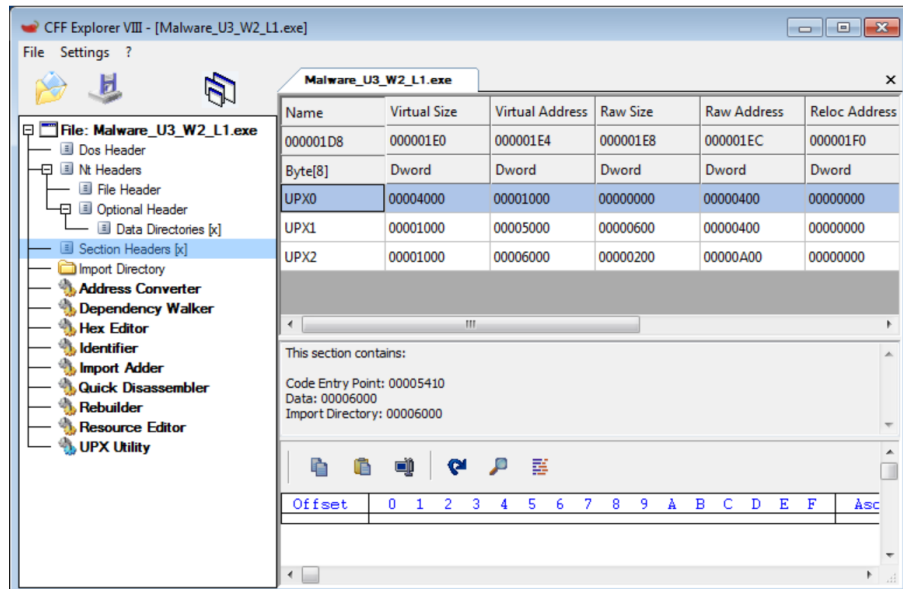 CFF Explorer VIII - [Malware_U3_W2_L1.exe]
File Settings ?
Malware_U3_W2_L1.exe
File: Malware_U3_W2_L1.exe
Dos Header
Nt Headers
File Header
Optional Header
Data Directories [x]
Section Headers [x]
Import Directory
Address Converter
Dependency Walker
Hex Editor
Identifier
Import Adder
Quick Disassembler
Rebuilder
Resource Editor
UPX Utility
Name Virtual Size Virtual Address Raw Size Raw Address Reloc Address
000001D8 000001E0 000001E4 000001E8 000001EC 000001F0
Byte[8] Dword Dword Dword Dword Dword
UPX0 00004000 00001000 00000000 00000400 00000000
UPX1 00001000 00005000 00000600 00000400 00000000
UPX2 00001000 00006000 00000200 00000A00 00000000
This section contains:
Code Entry Point: 00005410
Data: 00006000
Import Directory: 00006000
Offset 0 1 2 3 4 5 6 7 8 9 A B C D E F Asc